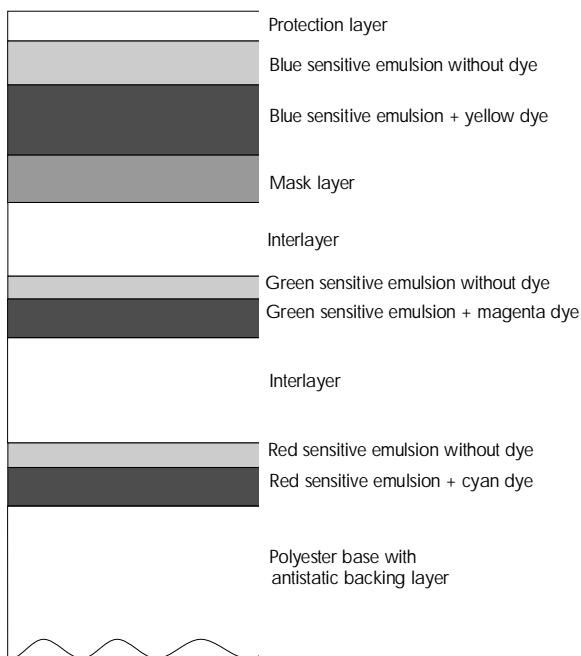 Protection layer
Blue sensitive emulsion without dye
Blue sensitive emulsion + yellow dye
Mask layer
Interlayer
Green sensitive emulsion without dye
Green sensitive emulsion + magenta dye
Interlayer
Red sensitive emulsion without dye
Red sensitive emulsion + cyan dye
Polyester base with
antistatic backing layer